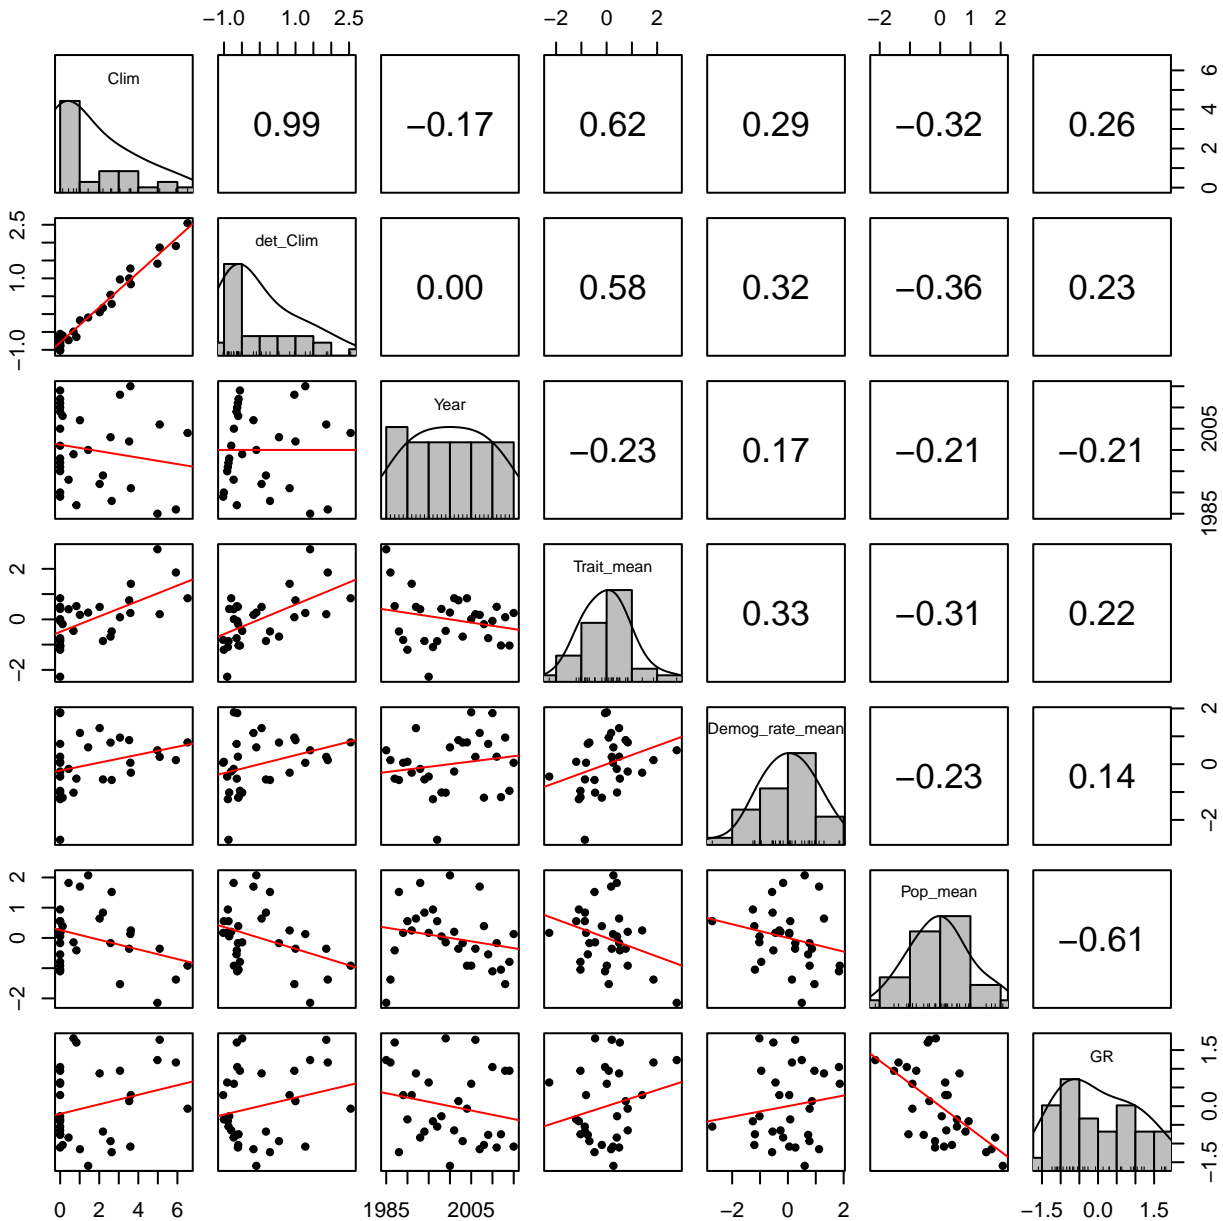 −1.0 1.0 2.5 −2 0 2 −2 0 2
Clim
0.99 −0.17 0.62 0.29 −0.32 0.26
0 2 4 6
−1.0 1.0 2.5
det_Clim
0.00 0.58 0.32 −0.36 0.23
Year
−0.23 0.17 −0.21 −0.21
1985 2005
−2 0 2
Trait_mean
0.33 −0.31 0.22
Demog_rate_mean
−0.23 0.14
−2 0 2
−2 0 1 2
Pop_mean
−0.61
GR
−1.5 0.0 1.5
0 2 4 6 1985 2005 −2 0 2 −1.5 0.0 1.5